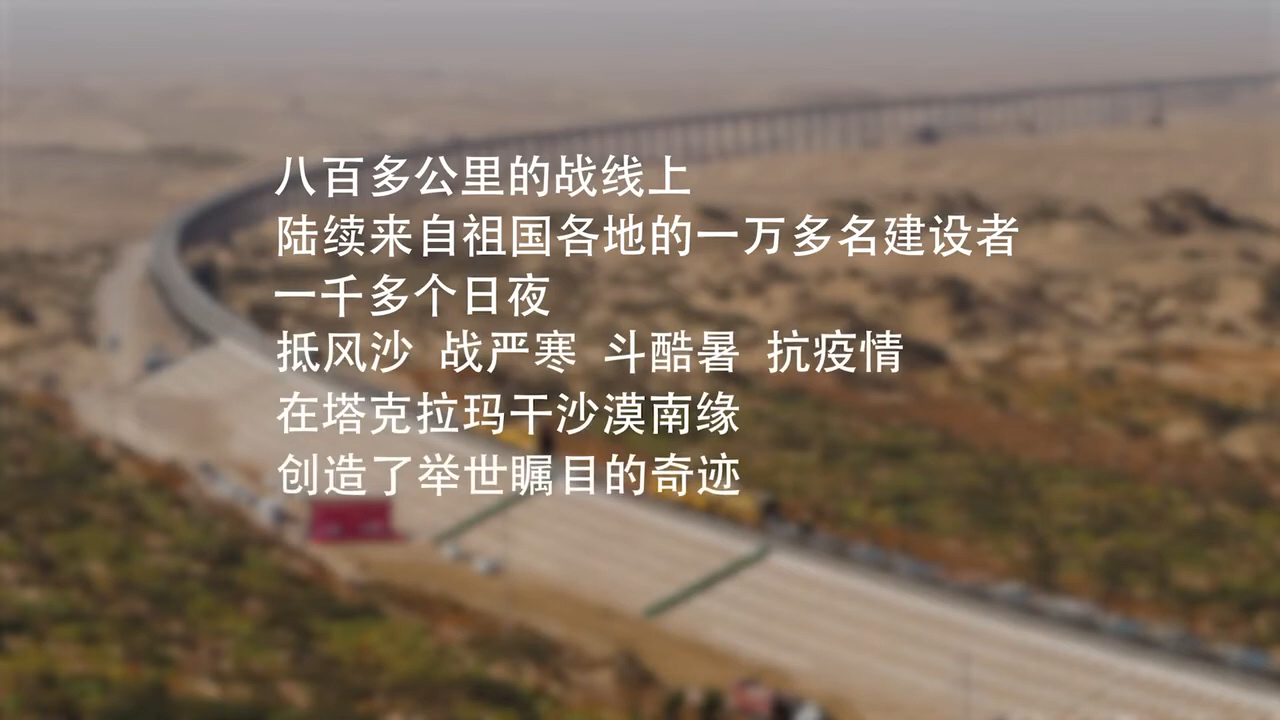 八百多公里的战线上
陆续来自祖国各地的一万多名建设者
一千多个日夜
抵风沙 战严寒 斗酷暑 抗疫情
在塔克拉玛干沙漠南缘
创造了举世瞩目的奇迹